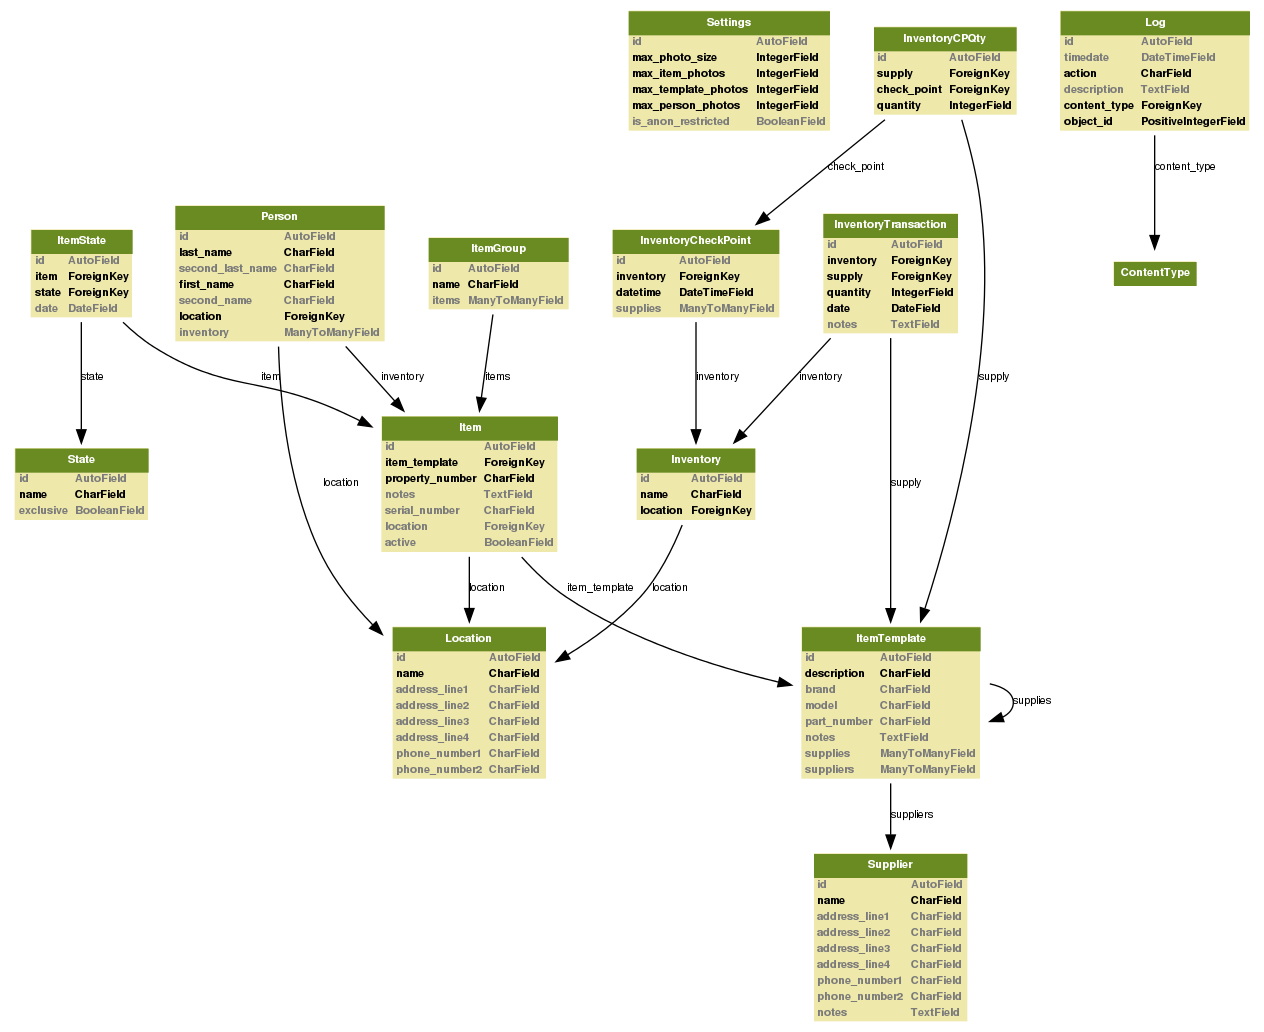 Settings
id AutoField
max_photo_size IntegerField
max_item_photos IntegerField
max_template_photos IntegerField
max_person_photos IntegerField
is_anon_restricted BooleanField
InventoryCPQty
id AutoField
supply ForeignKey
check_point ForeignKey
quantity IntegerField
Log
id AutoField
timedate DateTimeField
action CharField
description TextField
content_type ForeignKey
object_id PositiveIntegerField
check_point
content_type
ItemState
id AutoField
item ForeignKey
state ForeignKey
date DateField
Person
id AutoField
last_name CharField
second_last_name CharField
first_name CharField
second_name CharField
location ForeignKey
inventory ManyToManyField
ItemGroup
id AutoField
name CharField
items ManyToManyField
InventoryCheckPoint
id AutoField
inventory ForeignKey
datetime DateTimeField
supplies ManyToManyField
InventoryTransaction
id AutoField
inventory ForeignKey
supply ForeignKey
quantity IntegerField
date DateField
notes TextField
ContentType
state
item
inventory
items
inventory
inventory
supply
State
id AutoField
name CharField
exclusive BooleanField
location
Item
id AutoField
item_template ForeignKey
property_number CharField
notes TextField
serial_number CharField
location ForeignKey
active BooleanField
Inventory
id AutoField
name CharField
location ForeignKey
supply
location
item_template
location
Location
id AutoField
name CharField
address_line1 CharField
address_line2 CharField
address_line3 CharField
address_line4 CharField
phone_number1 CharField
phone_number2 CharField
ItemTemplate
id AutoField
description CharField
brand CharField
model CharField
part_number CharField
notes TextField
supplies ManyToManyField
suppliers ManyToManyField
supplies
suppliers
Supplier
id AutoField
name CharField
address_line1 CharField
address_line2 CharField
address_line3 CharField
address_line4 CharField
phone_number1 CharField
phone_number2 CharField
notes TextField